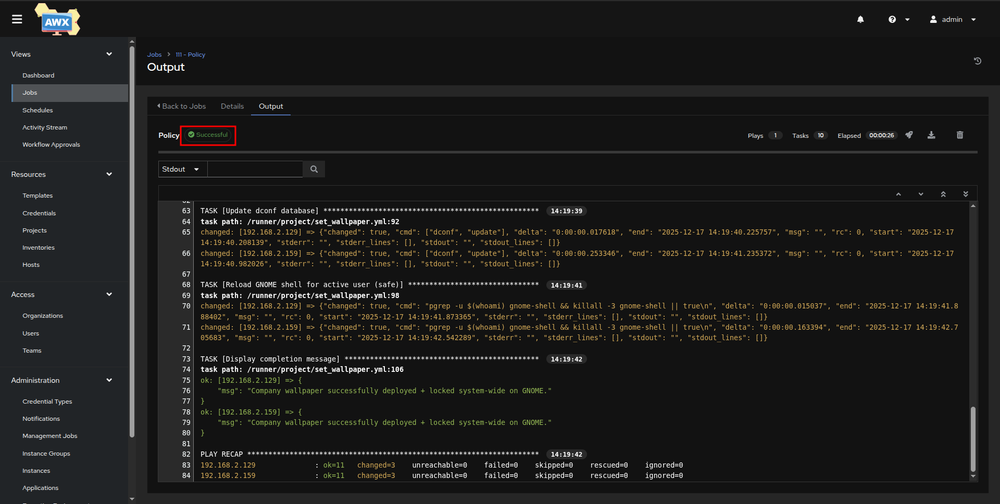 AWX
admin
Views
Dashboard
Jobs
Schedules
Activity Stream
Workflow Approvals
Resources
Templates
Credentials
Projects
Inventories
Hosts
Access
Organizations
Users
Teams
Administration
Credential Types
Notifications
Management Jobs
Instance Groups
Instances
Applications
Jobs > 111 - Policy
Output
Back to Jobs Details Output
Policy Successful Plays 1 Tasks 10 Elapsed 00:00:26
Stdout
63 TASK [Update dconf database] *************************************************** 14:19:39
64 task path: /runner/project/set_wallpaper.yml:92
65 changed: [192.168.2.129] => {"changed": true, "cmd": ["dconf", "update"], "delta": "0:00:00.017618", "end": "2025-12-17 14:19:40.225757", "msg": "", "rc": 0, "start": "2025-12-17
14:19:40.208139", "stderr": "", "stderr_lines": [], "stdout": "", "stdout_lines": []}
66 changed: [192.168.2.159] => {"changed": true, "cmd": ["dconf", "update"], "delta": "0:00:00.253346", "end": "2025-12-17 14:19:41.235372", "msg": "", "rc": 0, "start": "2025-12-17
14:19:40.982026", "stderr": "", "stderr_lines": [], "stdout": "", "stdout_lines": []}
67
68 TASK [Reload GNOME shell for active user (safe)] ******************************* 14:19:41
69 task path: /runner/project/set_wallpaper.yml:98
70 changed: [192.168.2.129] => {"changed": true, "cmd": "pgrep -u $(whoami) gnome-shell && killall -3 gnome-shell || true\n", "delta": "0:00:00.015037", "end": "2025-12-17 14:19:41.8
88402", "msg": "", "rc": 0, "start": "2025-12-17 14:19:41.873365", "stderr": "", "stderr_lines": [], "stdout": "", "stdout_lines": []}
71 changed: [192.168.2.159] => {"changed": true, "cmd": "pgrep -u $(whoami) gnome-shell && killall -3 gnome-shell || true\n", "delta": "0:00:00.163394", "end": "2025-12-17 14:19:42.7
05683", "msg": "", "rc": 0, "start": "2025-12-17 14:19:42.542289", "stderr": "", "stderr_lines": [], "stdout": "", "stdout_lines": []}
72
73 TASK [Display completion message] ********************************************** 14:19:42
74 task path: /runner/project/set_wallpaper.yml:106
75 ok: [192.168.2.129] => {
76 "msg": "Company wallpaper successfully deployed + locked system-wide on GNOME."
77 }
78 ok: [192.168.2.159] => {
79 "msg": "Company wallpaper successfully deployed + locked system-wide on GNOME."
80 }
81
82 PLAY RECAP ********************************************************************* 14:19:42
83 192.168.2.129 : ok=11 changed=3 unreachable=0 failed=0 skipped=0 rescued=0 ignored=0
84 192.168.2.159 : ok=11 changed=3 unreachable=0 failed=0 skipped=0 rescued=0 ignored=0